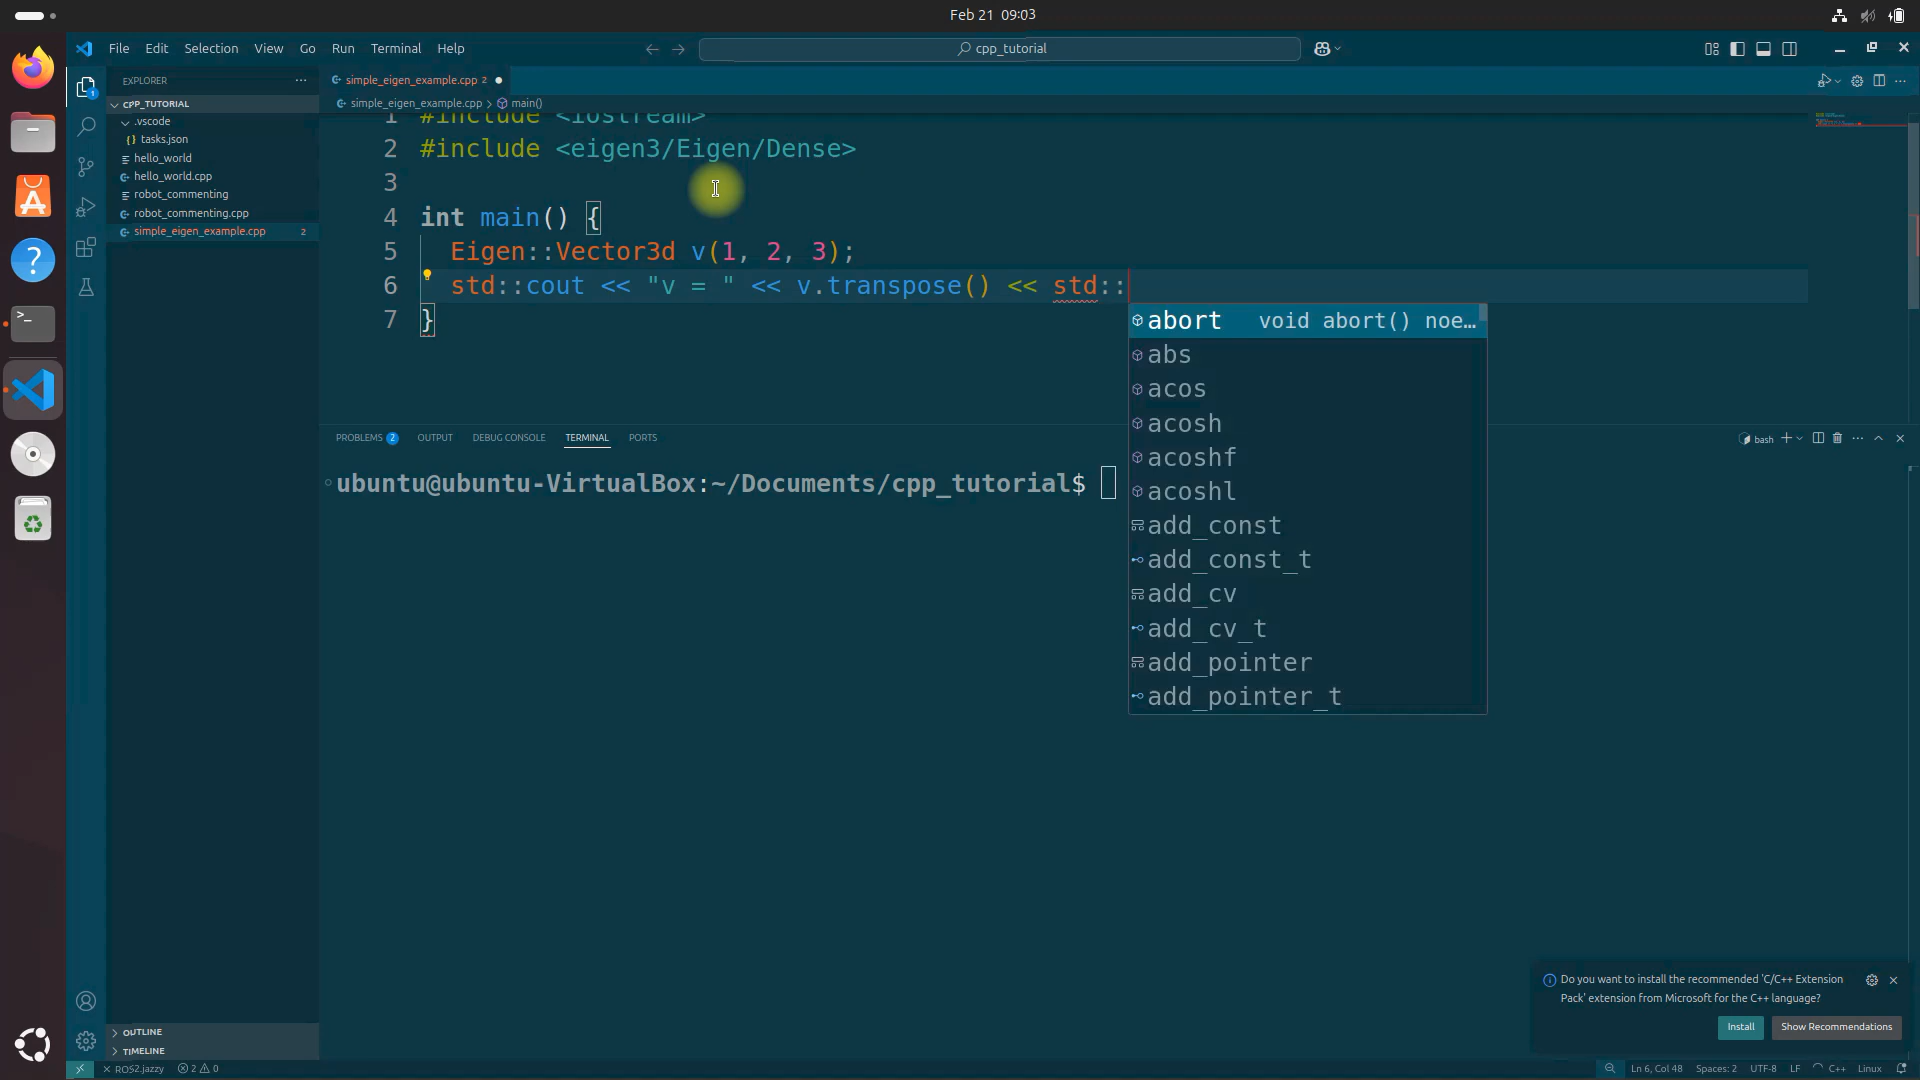 Feb 21 09:03
File Edit Selection View Go Run Terminal Help
cpp_tutorial
EXPLORER
simple_eigen_example.cpp 2
CPP_TUTORIAL
simple_eigen_example.cpp > main()
.vscode
tasks.json
hello_world
hello_world.cpp
robot_commenting
robot_commenting.cpp
simple_eigen_example.cpp 2
1 #include <iostream>
2 #include <eigen3/Eigen/Dense>
3
4 int main() {
5 Eigen::Vector3d v(1, 2, 3);
6 std::cout << "v = " << v.transpose() << std::
7 }
abort void abort() noe…
abs
acos
acosh
acoshf
acoshl
add_const
add_const_t
add_cv
add_cv_t
add_pointer
add_pointer_t
PROBLEMS 2 OUTPUT DEBUG CONSOLE TERMINAL PORTS
bash
ubuntu@ubuntu-VirtualBox:~/Documents/cpp_tutorial$
Do you want to install the recommended 'C/C++ Extension
Pack' extension from Microsoft for the C++ language?
Install Show Recommendations
OUTLINE
TIMELINE
ROS2.jazzy 2 0 Ln 6, Col 48 Spaces: 2 UTF-8 LF C++ Linux